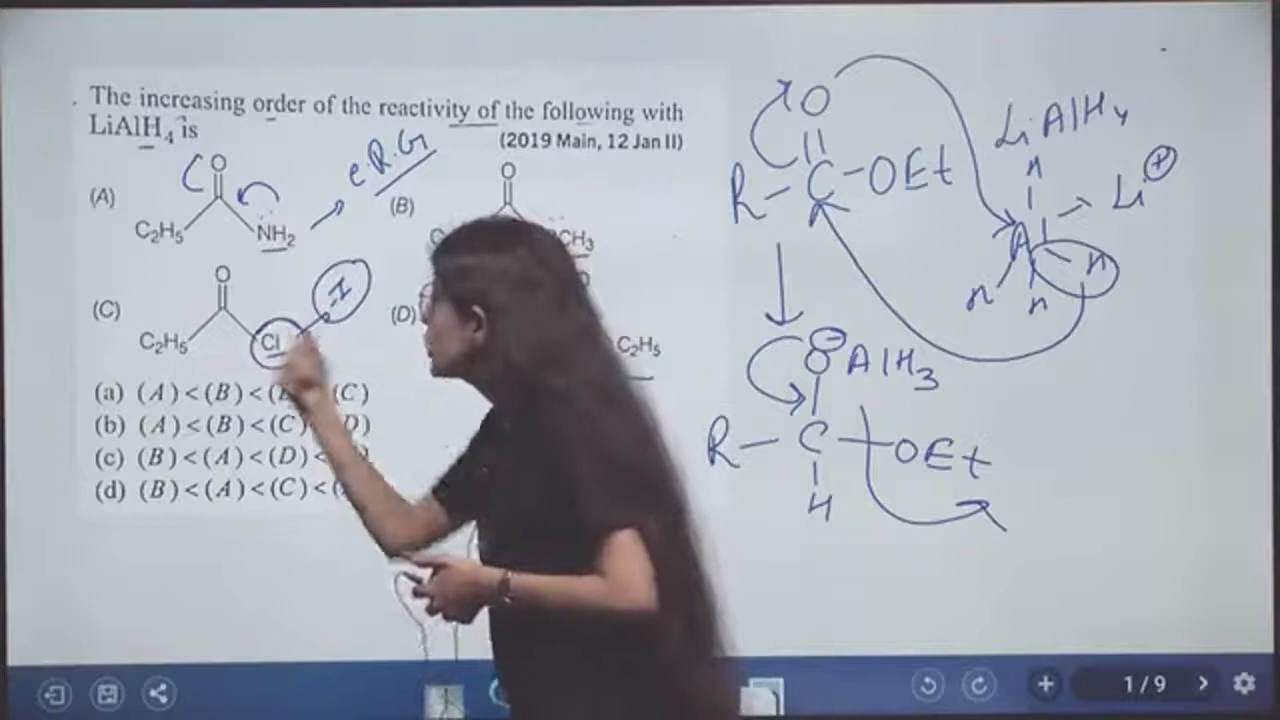 The increasing order of the reactivity of the following with
LiAlH4 is
(2019 Main, 12 Jan II)
(A)
O
C2H5
NH2
e.R.G
(B)
O
CH3
(C)
O
C2H5
Cl
-I
(D)
C2H5
(a) (A)<(B)< (C)
(b) (A)<(B)<(C)
(c) (B)<(A)<(D)<
(d) (B)<(A)<(C)<
O
R-C-OEt
LiAlH4
Li⊕
O⊖ AlH3
R-C-OEt
H
1/9